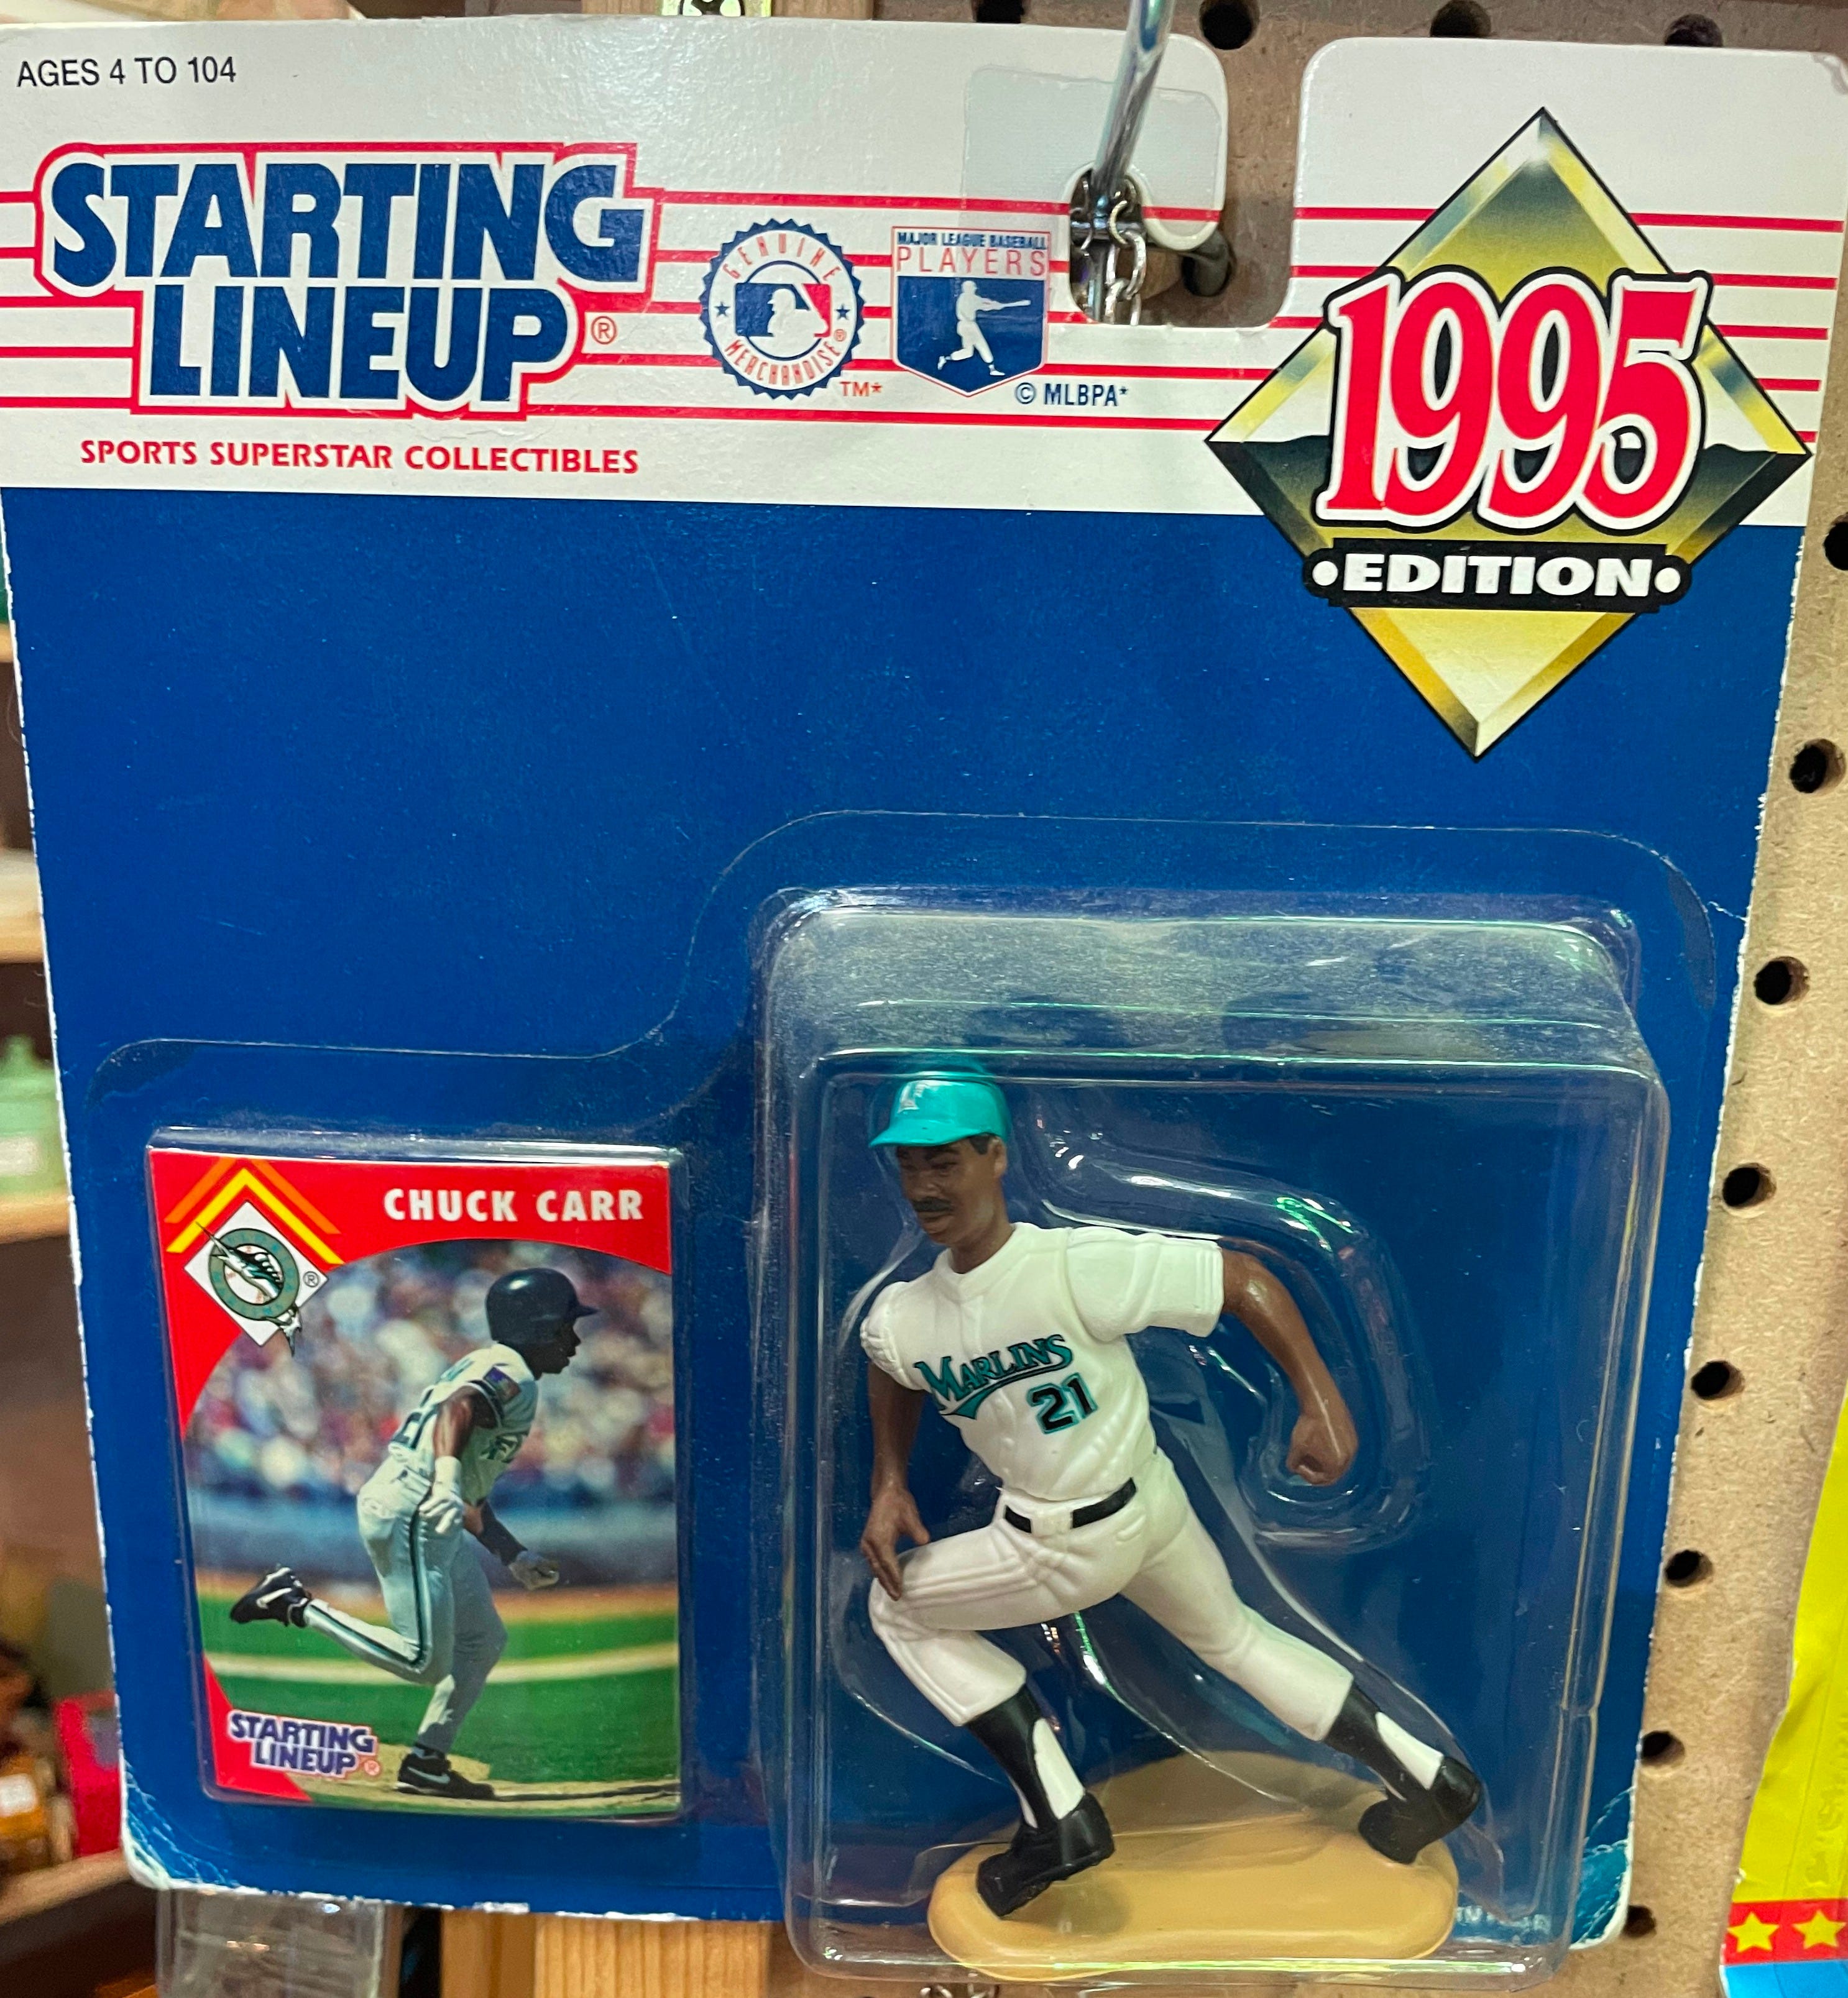 AGES 4 TO 104
STARTING
LINEUP®
SPORTS SUPERSTAR COLLECTIBLES
GENUINE
MERCHANDISE
®
TM*
MAJOR LEAGUE BASEBALL
PLAYERS
© MLBPA*
1995
•EDITION•
CHUCK CARR
®
STARTING
LINEUP®
F
MARLINS
21